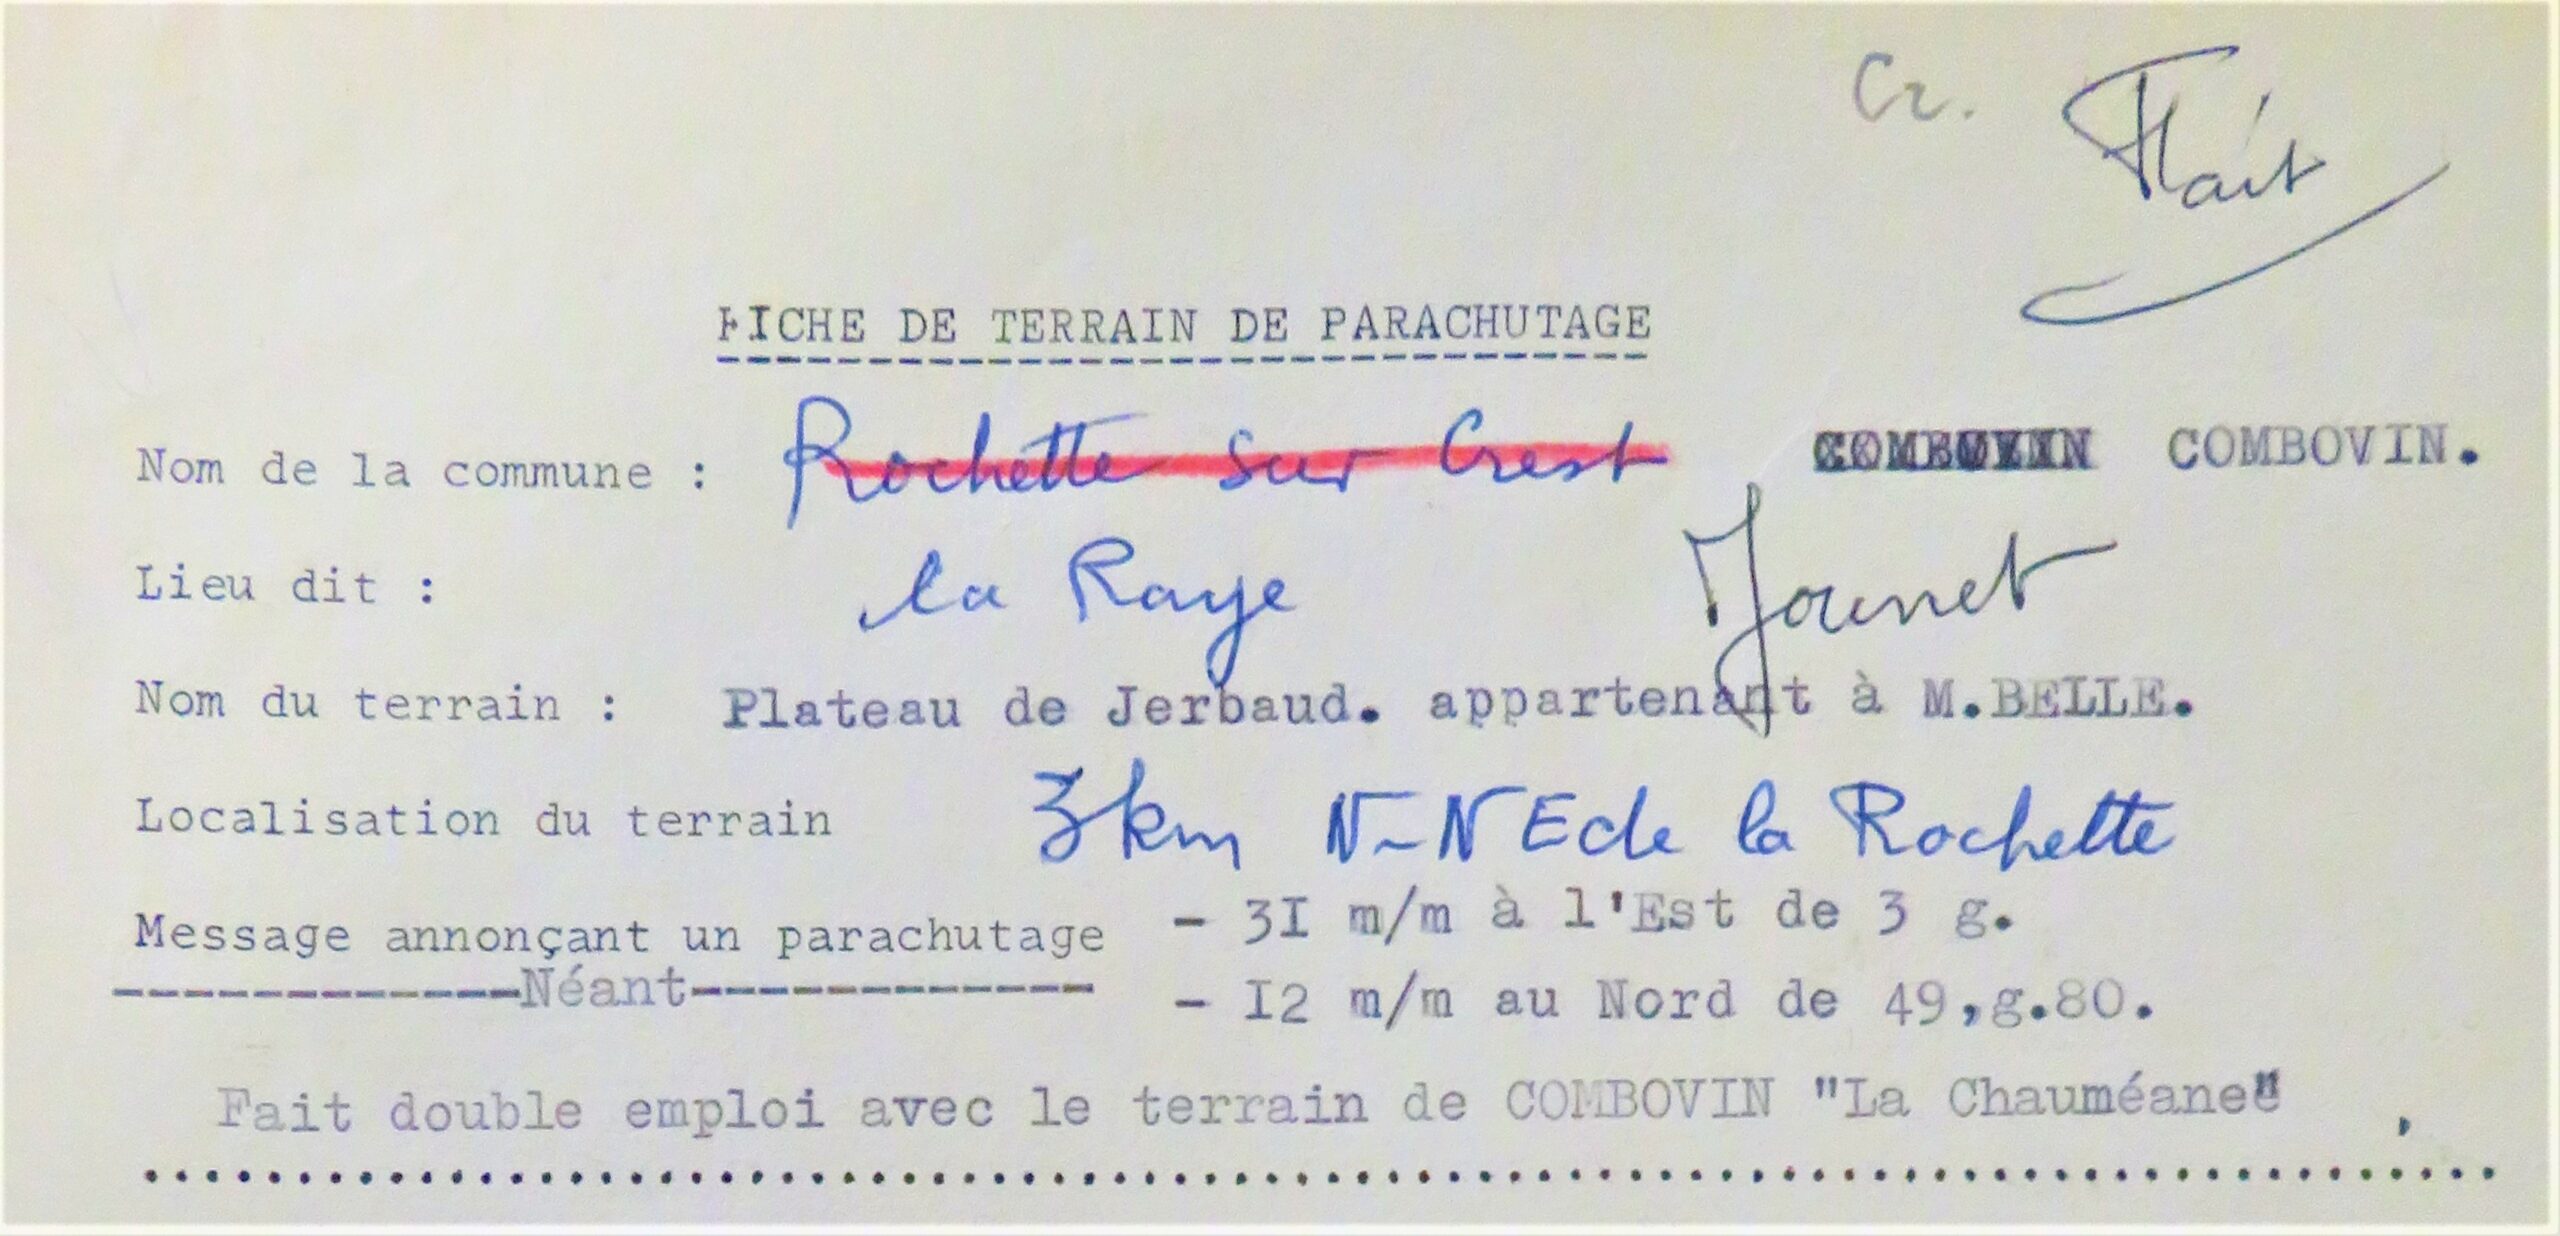 Cr. Fait
FICHE DE TERRAIN DE PARACHUTAGE
Nom de la commune : Rochette sur Crest COMBOVIN COMBOVIN.
Lieu dit : la Raye Jounet
Nom du terrain : Plateau de Jerbaud. appartenant à M.BELLE.
Localisation du terrain 3 km N-NE de la Rochette
Message annonçant un parachutage - 3I m/m à l'Est de 3 g.
-------------Néant------------- - I2 m/m au Nord de 49,g.80.
Fait double emploi avec le terrain de COMBOVIN "La Chauméane"